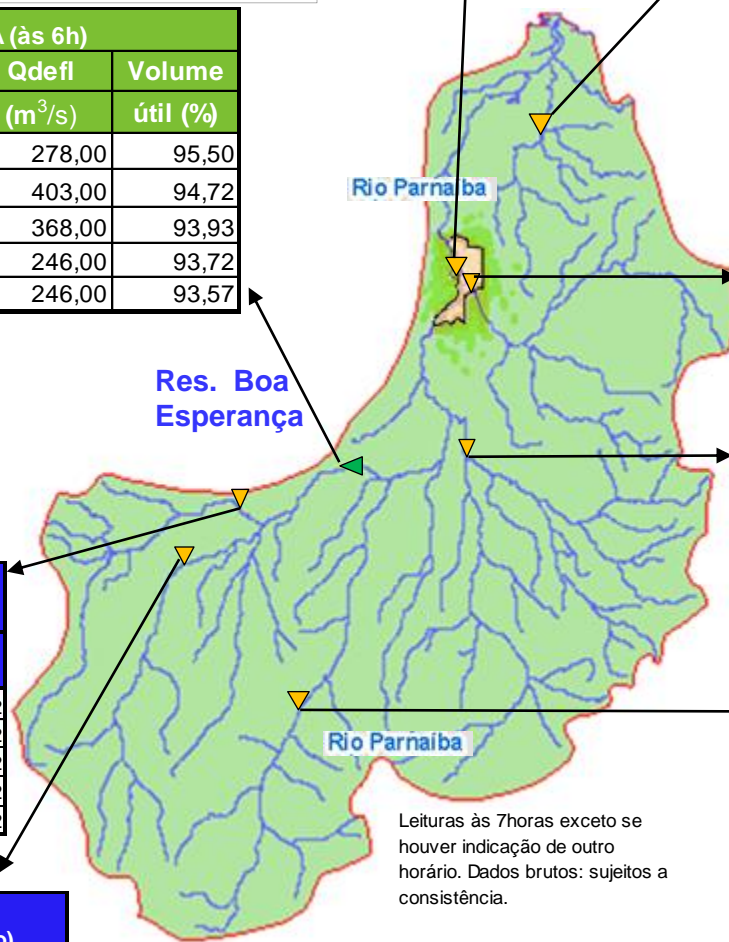 A (às 6h)
Qdefl Volume
(m³/s) útil (%)
278,00 95,50
403,00 94,72
368,00 93,93
246,00 93,72
246,00 93,57
Rio Parnaíba
Res. Boa
Esperança
Rio Parnaíba
Leituras às 7horas exceto se
houver indicação de outro
horário. Dados brutos: sujeitos a
consistência.